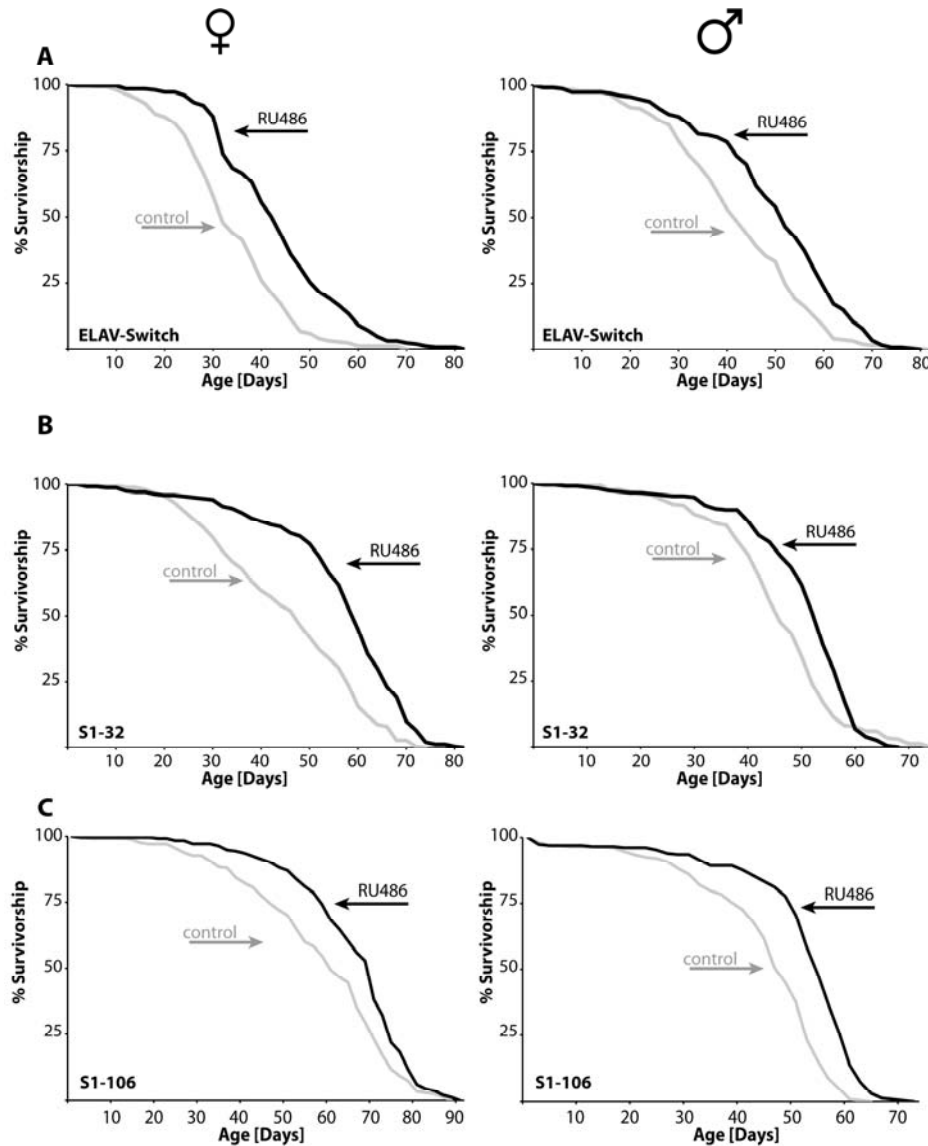 ♀
♂
A
100
75
50
25
% Survivorship
RU486
control
ELAV-Switch
10 20 30 40 50 60 70 80
Age [Days]
100
75
50
25
% Survivorship
RU486
control
ELAV-Switch
10 20 30 40 50 60 70 80
Age [Days]
B
100
75
50
25
% Survivorship
RU486
control
S1-32
10 20 30 40 50 60 70 80
Age [Days]
100
75
50
25
% Survivorship
RU486
control
S1-32
10 20 30 40 50 60 70
Age [Days]
C
100
75
50
25
% Survivorship
RU486
control
S1-106
10 20 30 40 50 60 70 80 90
Age [Days]
100
75
50
25
% Survivorship
RU486
control
S1-106
10 20 30 40 50 60 70
Age [Days]